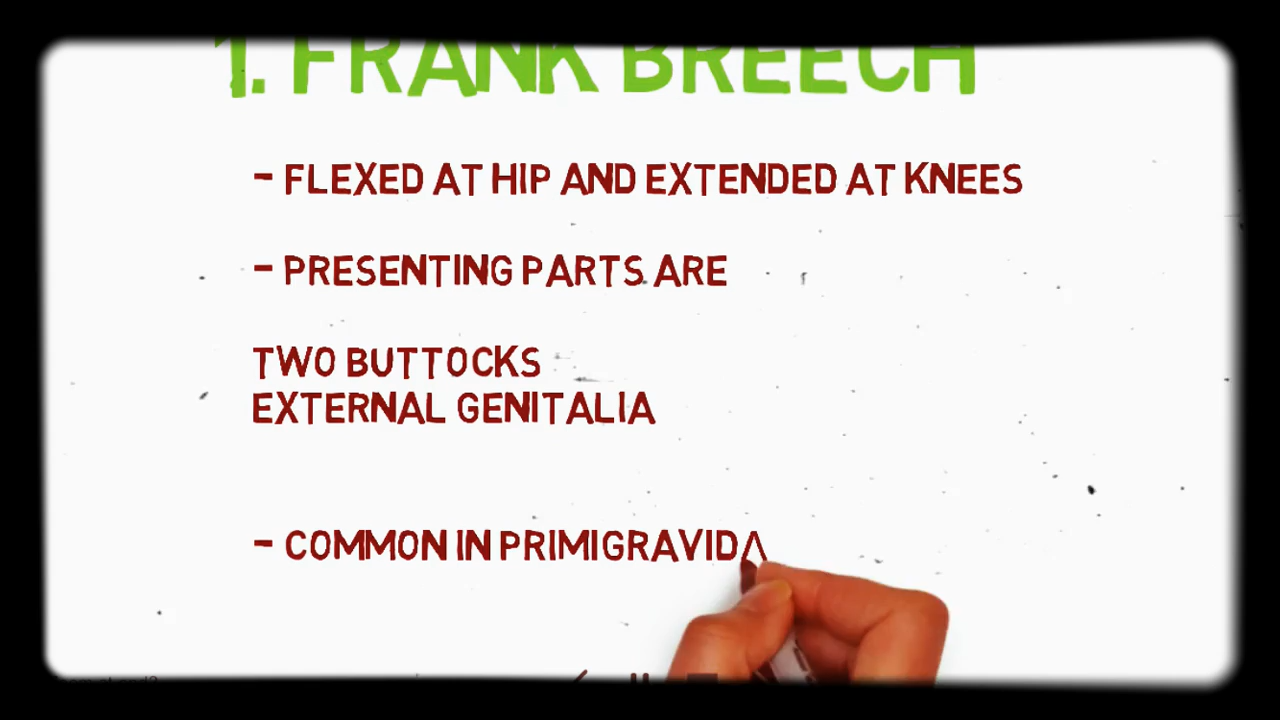 1. FRANK BREECH
- FLEXED AT HIP AND EXTENDED AT KNEES
- PRESENTING PARTS ARE
TWO BUTTOCKS
EXTERNAL GENITALIA
- COMMON IN PRIMIGRAVIDA